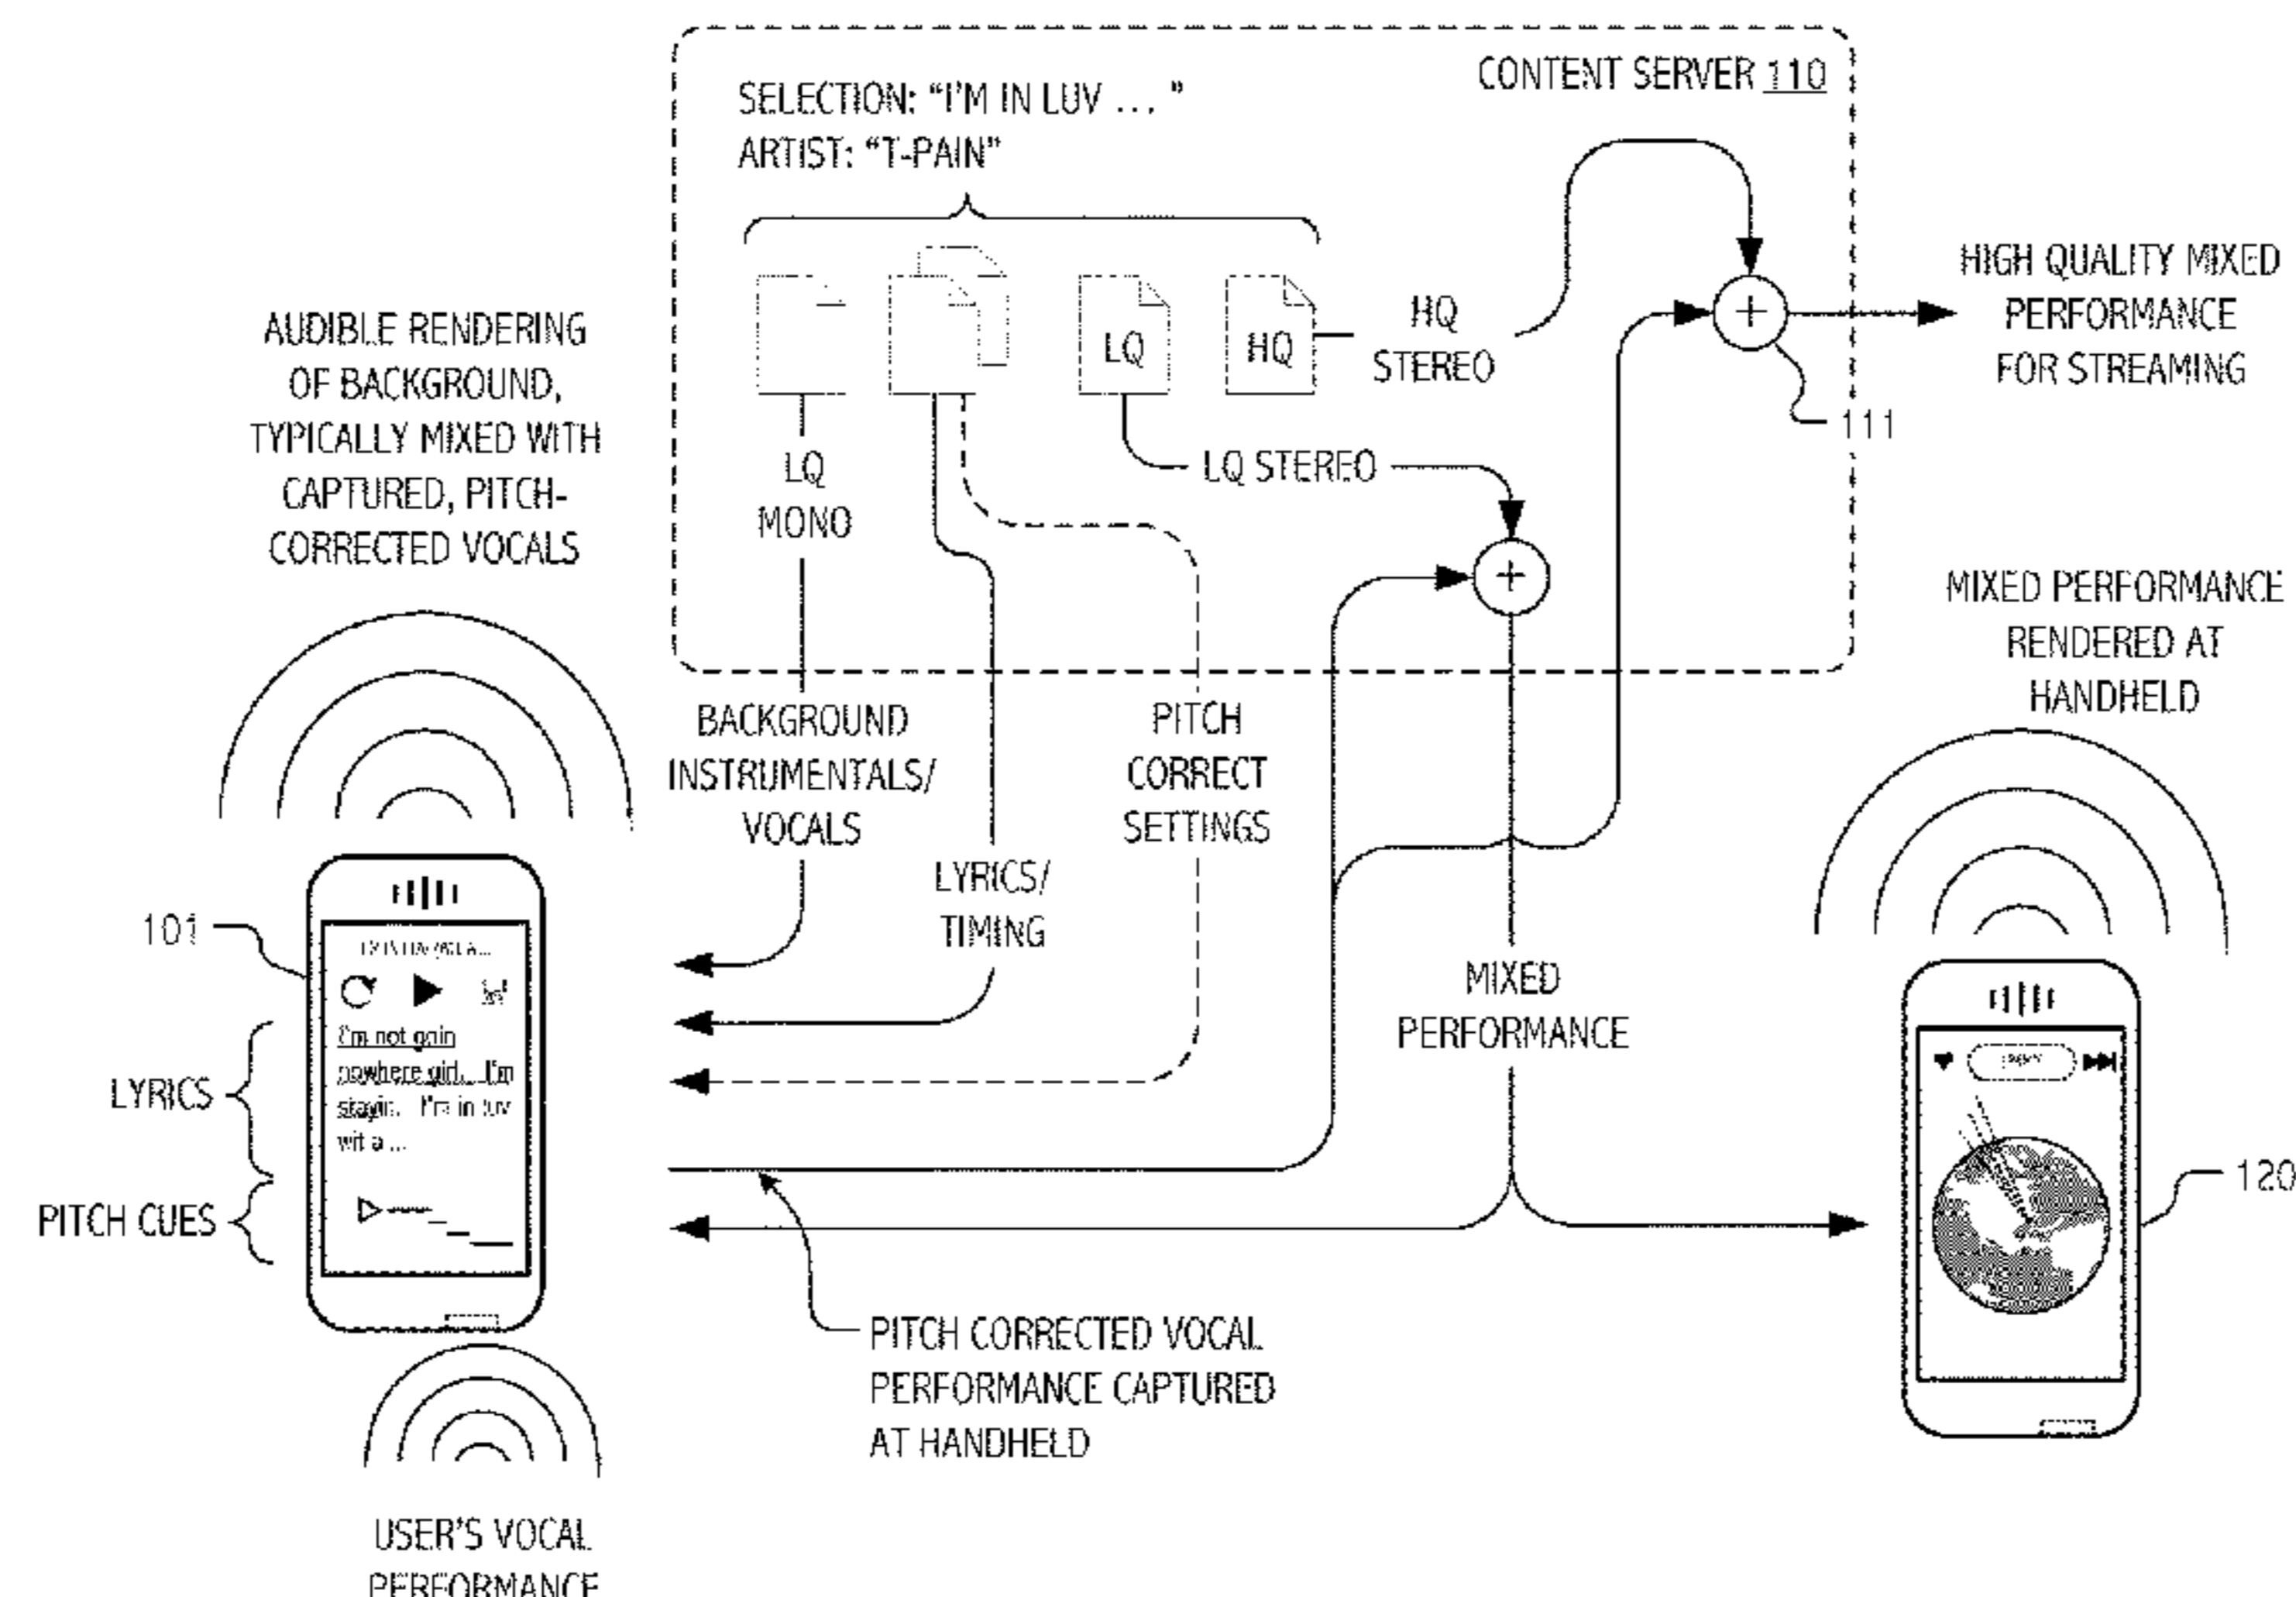 CONTENT SERVER 110
SELECTION: “I'M IN LUV ... ”
ARTIST: “T-PAIN”
LQ
HQ
HQ
STEREO
HIGH QUALITY MIXED
PERFORMANCE
FOR STREAMING
111
AUDIBLE RENDERING
OF BACKGROUND,
TYPICALLY MIXED WITH
CAPTURED, PITCH-
CORRECTED VOCALS
LQ
MONO
LQ STEREO
MIXED PERFORMANCE
RENDERED AT
HANDHELD
BACKGROUND
INSTRUMENTALS/
VOCALS
PITCH
CORRECT
SETTINGS
LYRICS/
TIMING
MIXED
PERFORMANCE
101
I'm not goin
nowhere girl. I'm
stayin. I'm in luv
wit a ...
LYRICS
PITCH CUES
120
PITCH CORRECTED VOCAL
PERFORMANCE CAPTURED
AT HANDHELD
USER'S VOCAL
PERFORMANCE